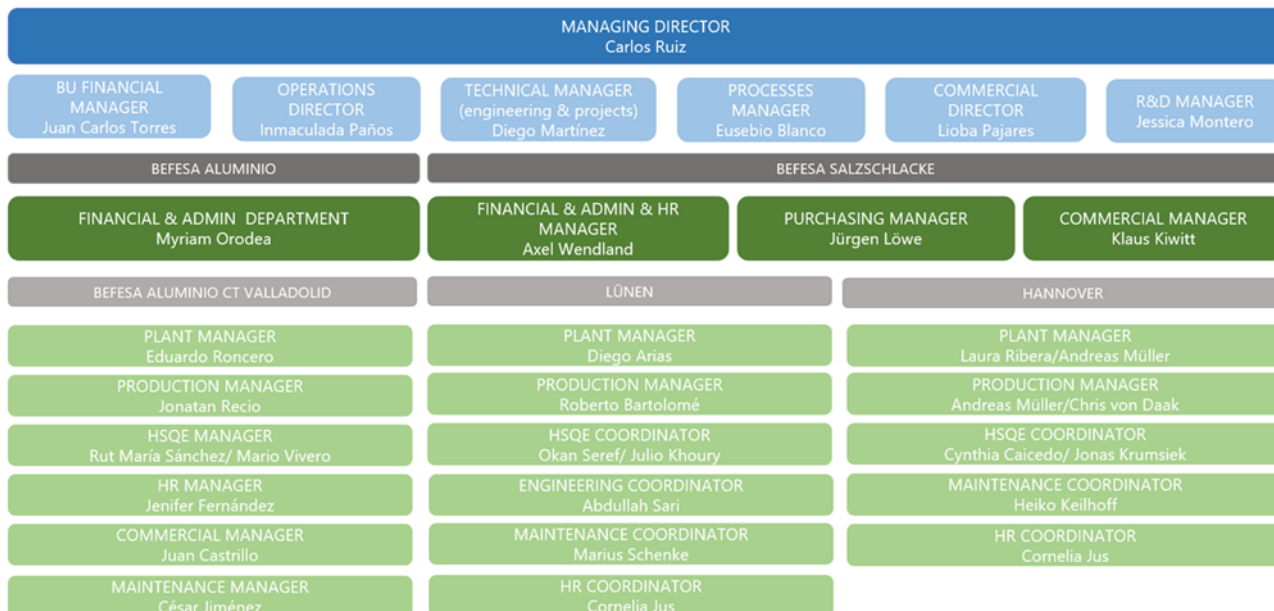 MANAGING DIRECTOR
Carlos Ruiz
BU FINANCIAL
MANAGER
Juan Carlos Torres
OPERATIONS
DIRECTOR
Inmaculada Paños
TECHNICAL MANAGER
(engineering & projects)
Diego Martínez
PROCESSES
MANAGER
Eusebio Blanco
COMMERCIAL
DIRECTOR
Lioba Pajares
R&D MANAGER
Jessica Montero
BEFESA ALUMINIO
BEFESA SALZSCHLACKE
FINANCIAL & ADMIN DEPARTMENT
Myriam Orodea
FINANCIAL & ADMIN & HR
MANAGER
Axel Wendland
PURCHASING MANAGER
Jürgen Löwe
COMMERCIAL MANAGER
Klaus Kiwitt
BEFESA ALUMINIO CT VALLADOLID
LÜNEN
HANNOVER
PLANT MANAGER
Eduardo Roncero
PLANT MANAGER
Diego Arias
PLANT MANAGER
Laura Ribera/Andreas Müller
PRODUCTION MANAGER
Jonatan Recio
PRODUCTION MANAGER
Roberto Bartolomé
PRODUCTION MANAGER
Andreas Müller/Chris von Daak
HSQE MANAGER
Rut María Sánchez/ Mario Vivero
HSQE COORDINATOR
Okan Seref/ Julio Khoury
HSQE COORDINATOR
Cynthia Caicedo/ Jonas Krumsiek
HR MANAGER
Jenifer Fernández
ENGINEERING COORDINATOR
Abdullah Sari
MAINTENANCE COORDINATOR
Heiko Keilhoff
COMMERCIAL MANAGER
Juan Castrillo
MAINTENANCE COORDINATOR
Marius Schenke
HR COORDINATOR
Cornelia Jus
MAINTENANCE MANAGER
César Jiménez
HR COORDINATOR
Cornelia Jus